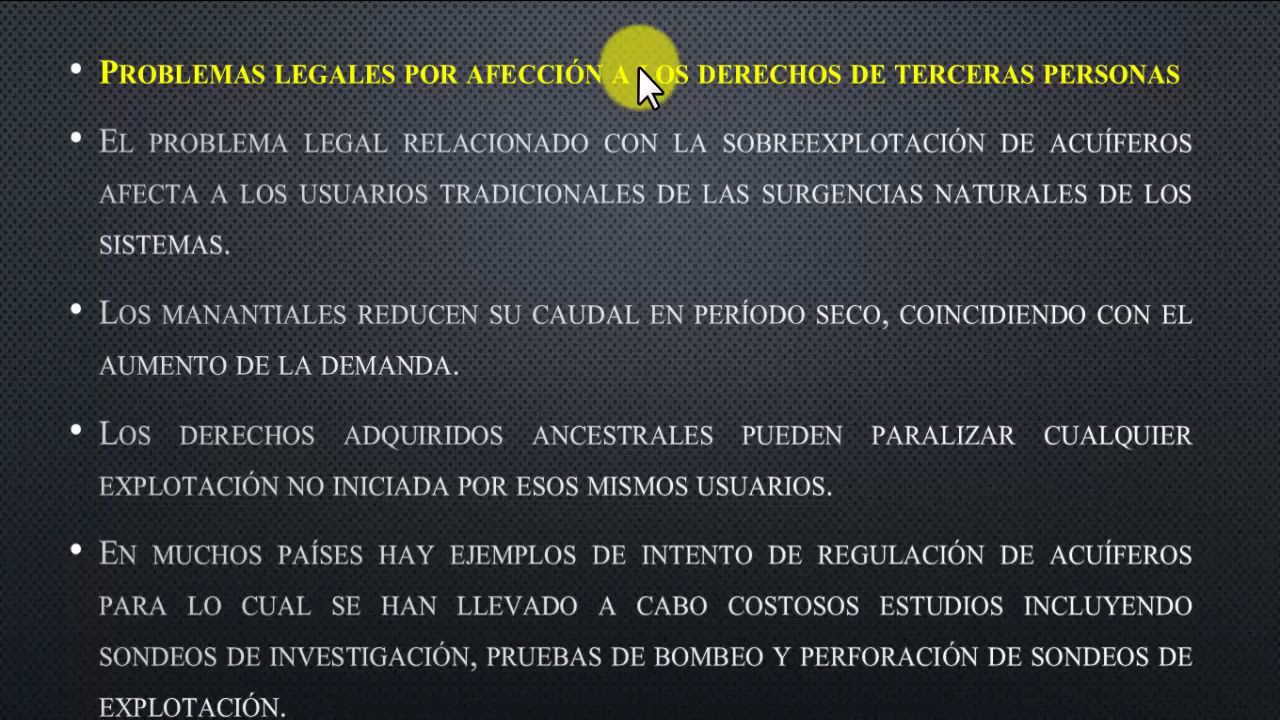 • PROBLEMAS LEGALES POR AFECCIÓN A LOS DERECHOS DE TERCERAS PERSONAS
• EL PROBLEMA LEGAL RELACIONADO CON LA SOBREEXPLOTACIÓN DE ACUÍFEROS
AFECTA A LOS USUARIOS TRADICIONALES DE LAS SURGENCIAS NATURALES DE LOS
SISTEMAS.
• LOS MANANTIALES REDUCEN SU CAUDAL EN PERÍODO SECO, COINCIDIENDO CON EL
AUMENTO DE LA DEMANDA.
• LOS DERECHOS ADQUIRIDOS ANCESTRALES PUEDEN PARALIZAR CUALQUIER
EXPLOTACIÓN NO INICIADA POR ESOS MISMOS USUARIOS.
• EN MUCHOS PAÍSES HAY EJEMPLOS DE INTENTO DE REGULACIÓN DE ACUÍFEROS
PARA LO CUAL SE HAN LLEVADO A CABO COSTOSOS ESTUDIOS INCLUYENDO
SONDEOS DE INVESTIGACIÓN, PRUEBAS DE BOMBEO Y PERFORACIÓN DE SONDEOS DE
EXPLOTACIÓN.